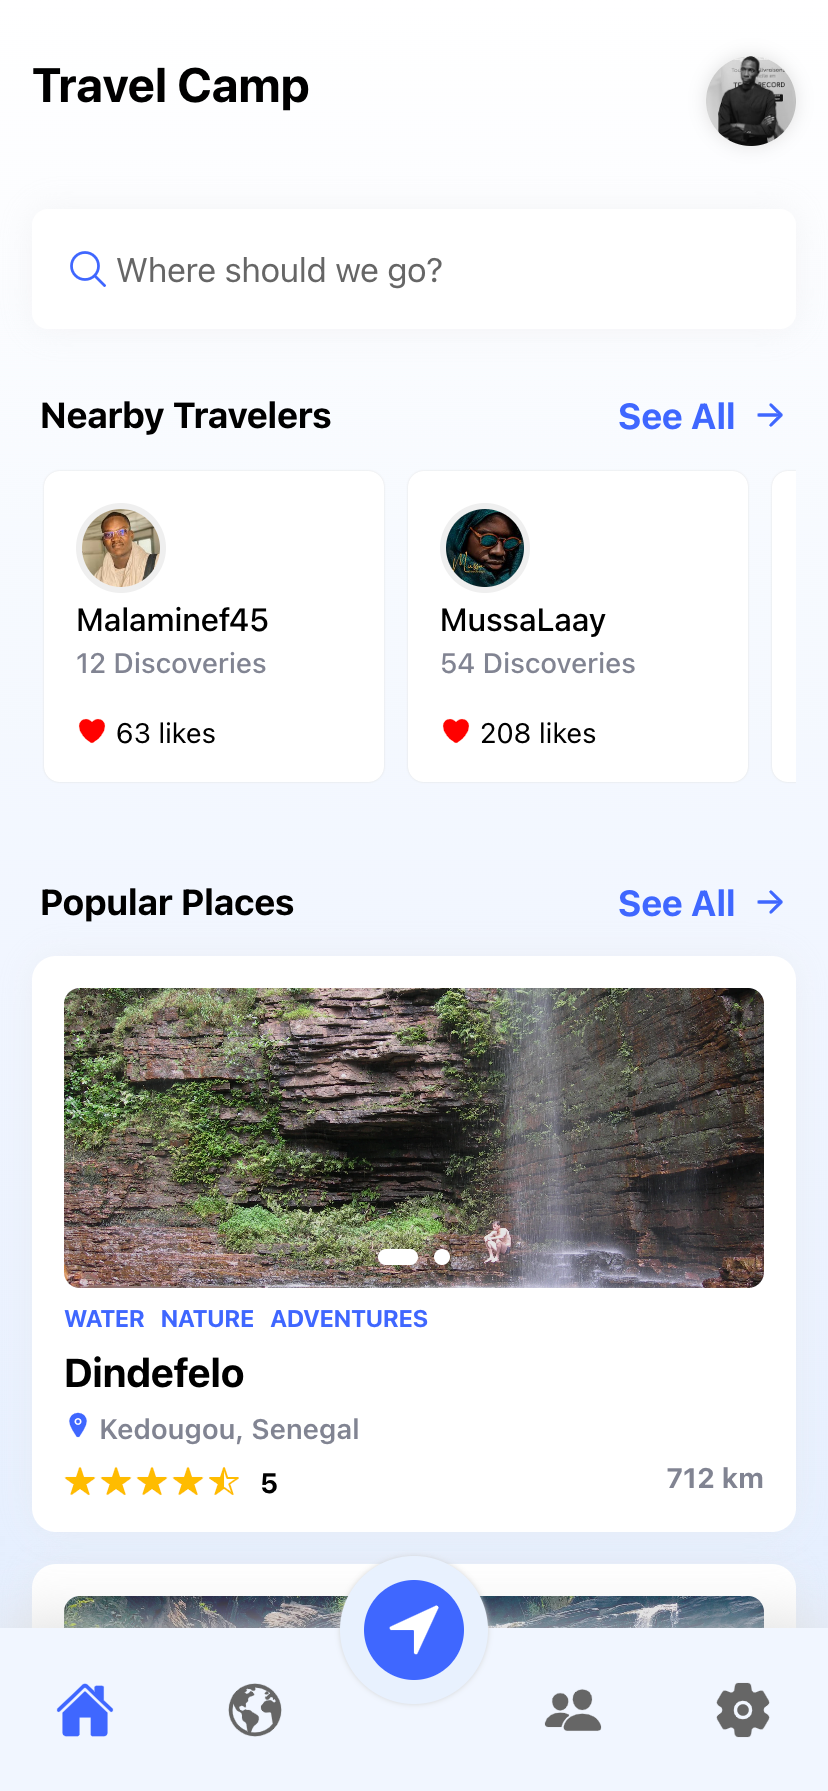 Travel Camp
RECORD
Where should we go?
Nearby Travelers
See All
Malaminef45
12 Discoveries
63 likes
MussaLaay
54 Discoveries
208 likes
Popular Places
See All
WATER NATURE ADVENTURES
Dindefelo
Kedougou, Senegal
5
712 km